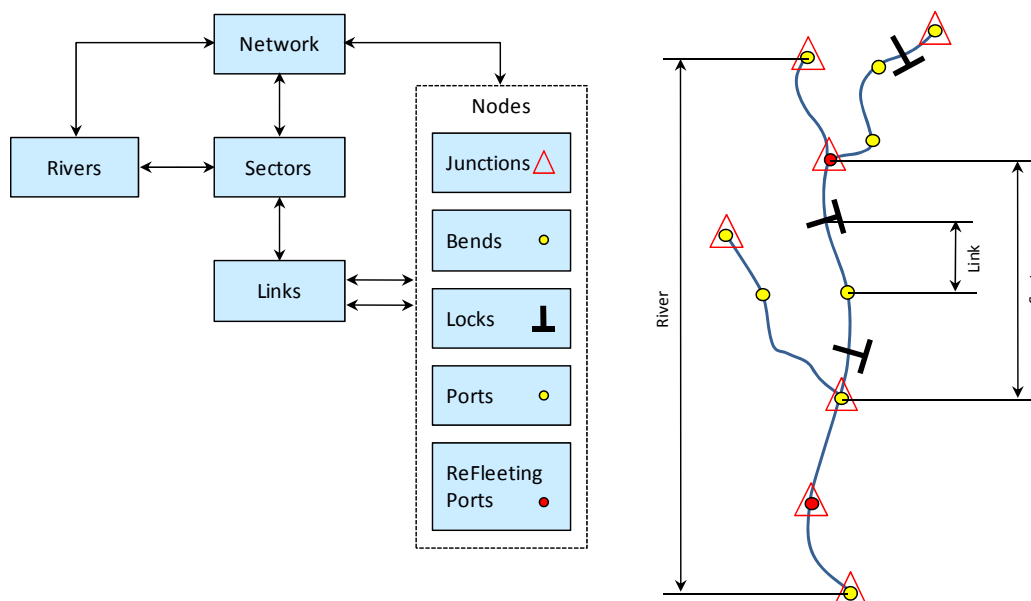 Network
Nodes
Junctions
Rivers
Sectors
Bends
Links
Locks
Ports
ReFleeting
Ports
River
Link